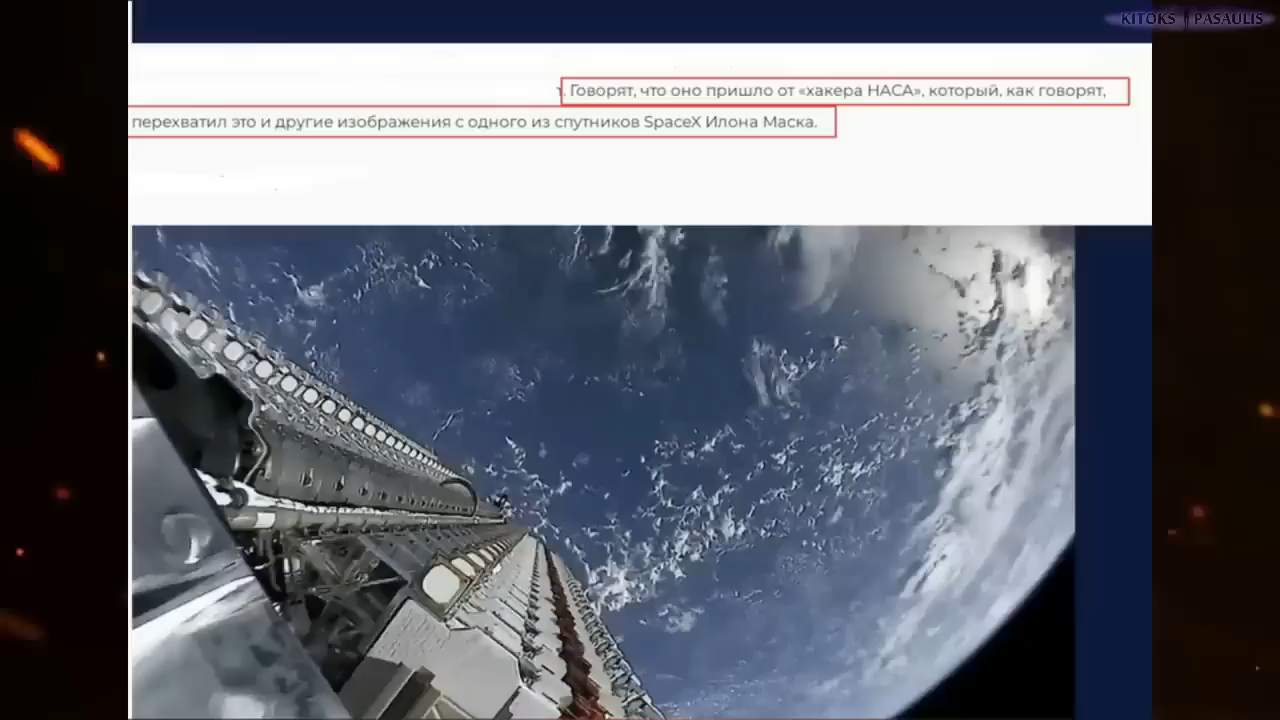 KITOKS | PASAULIS
. Говорят, что оно пришло от «хакера НАСА», который, как говорят,
перехватил это и другие изображения с одного из спутников SpaceX Илона Маска.